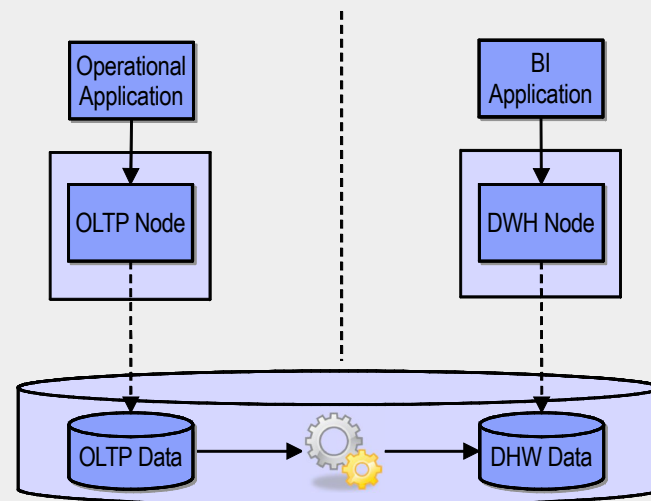 Operational
Application
BI
Application
OLTP Node
DWH Node
OLTP Data
DHW Data